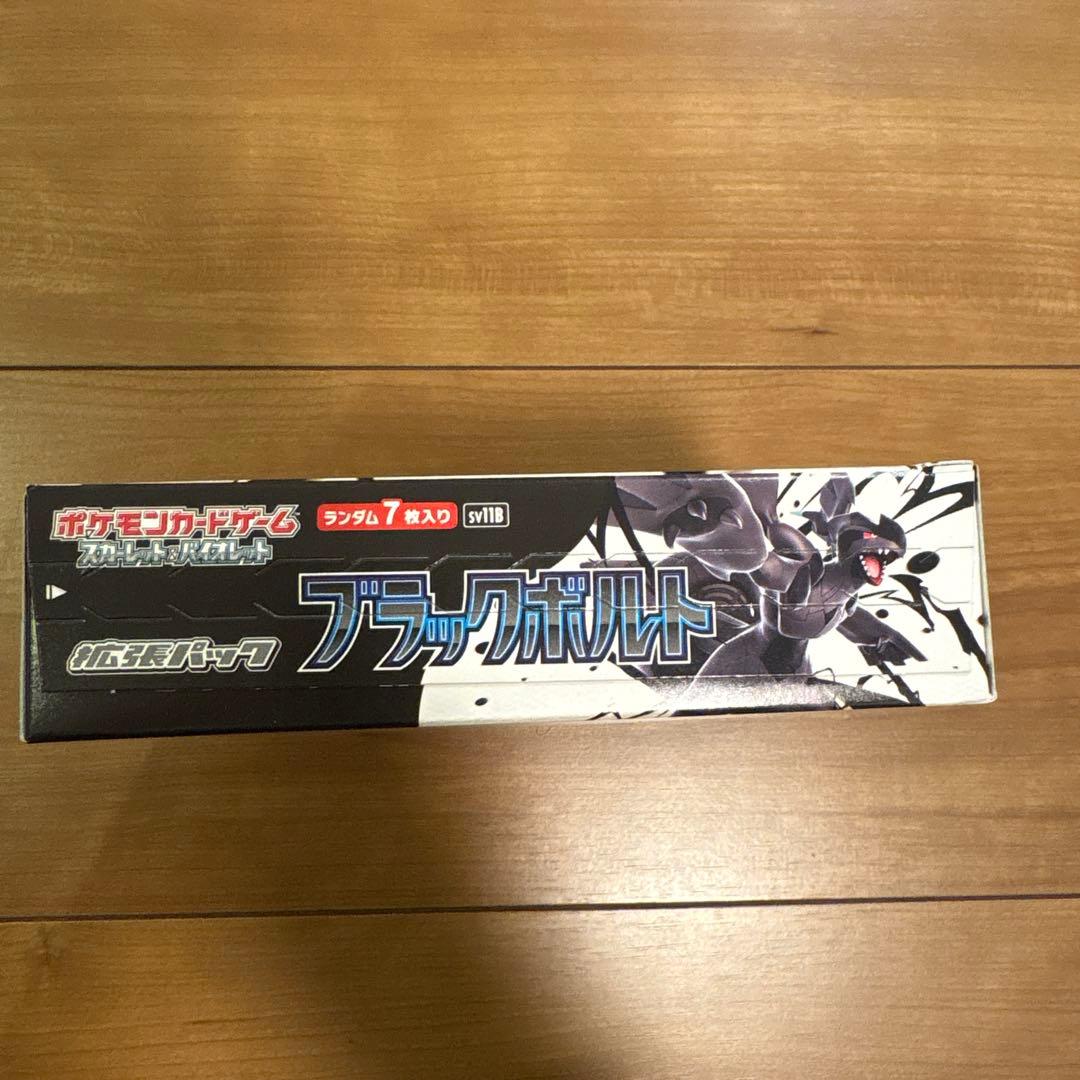 ポケモンカードゲーム
スカーレット&バイオレット
ランダム7枚入り sv11B
拡張パック
ブラックボルト